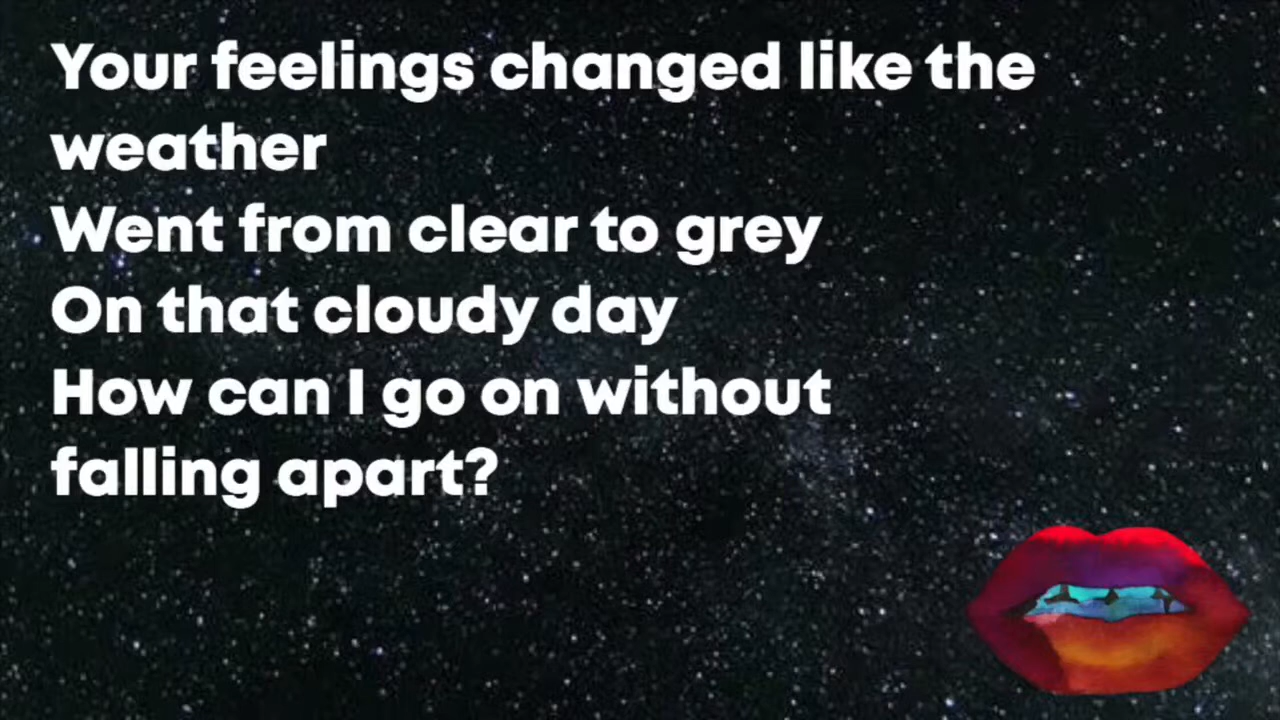 Your feelings changed like the
weather
Went from clear to grey
On that cloudy day
How can I go on without
falling apart?